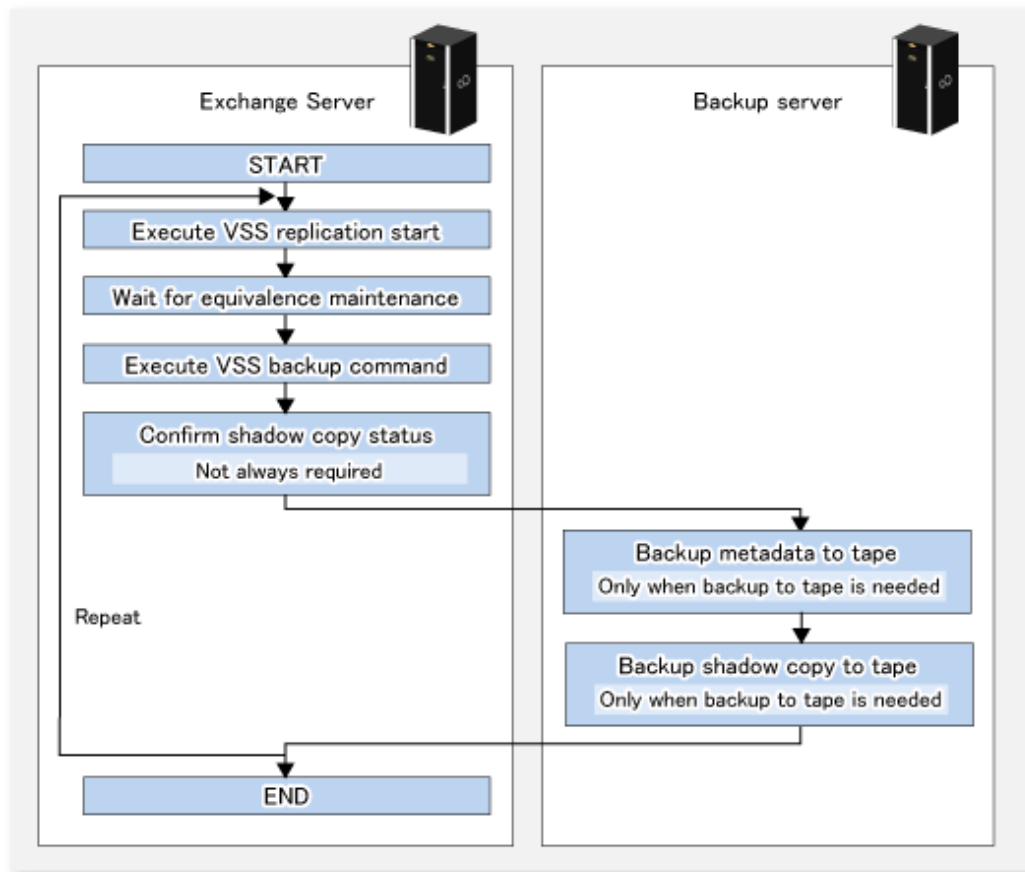 Exchange Server
Backup server
START
Execute VSS replication start
Wait for equivalence maintenance
Execute VSS backup command
Confirm shadow copy status
Not always required
Backup metadata to tape
Only when backup to tape is needed
Repeat
Backup shadow copy to tape
Only when backup to tape is needed
END